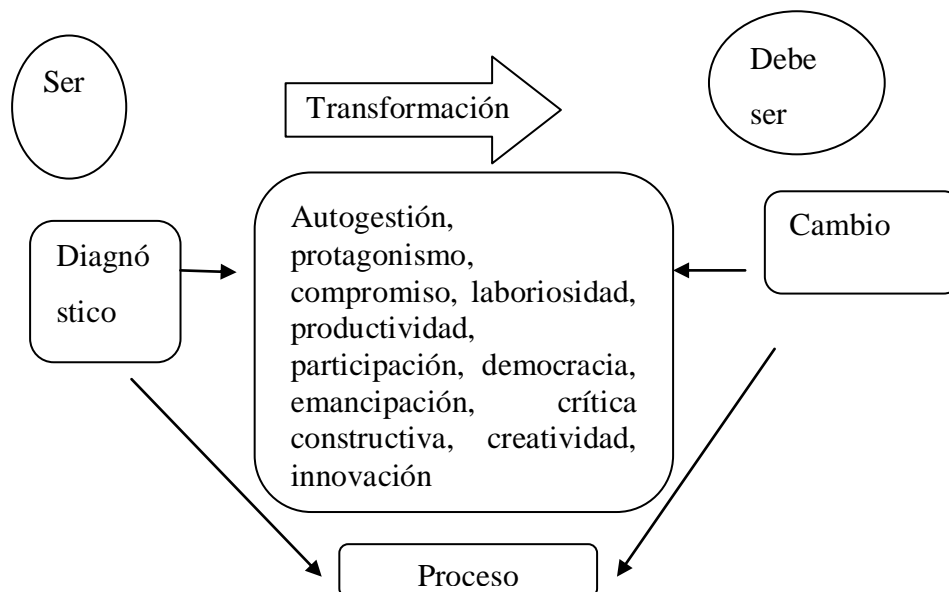 Ser
Transformación
Debe
ser
Diagnó
stico
Autogestión,
protagonismo,
compromiso, laboriosidad,
productividad,
participación, democracia,
emancipación, crítica
constructiva, creatividad,
innovación
Cambio
Proceso